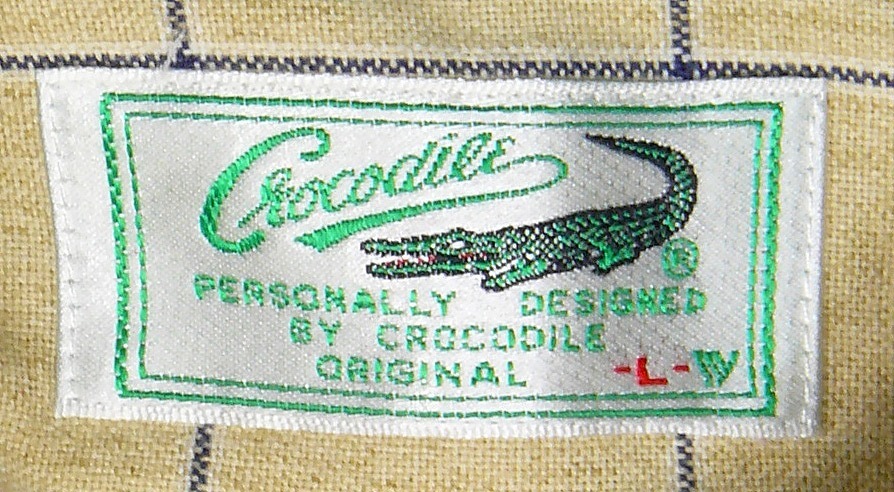 Crocodile
®
PERSONALLY DESIGNED
BY CROCODILE
ORIGINAL
-L-W